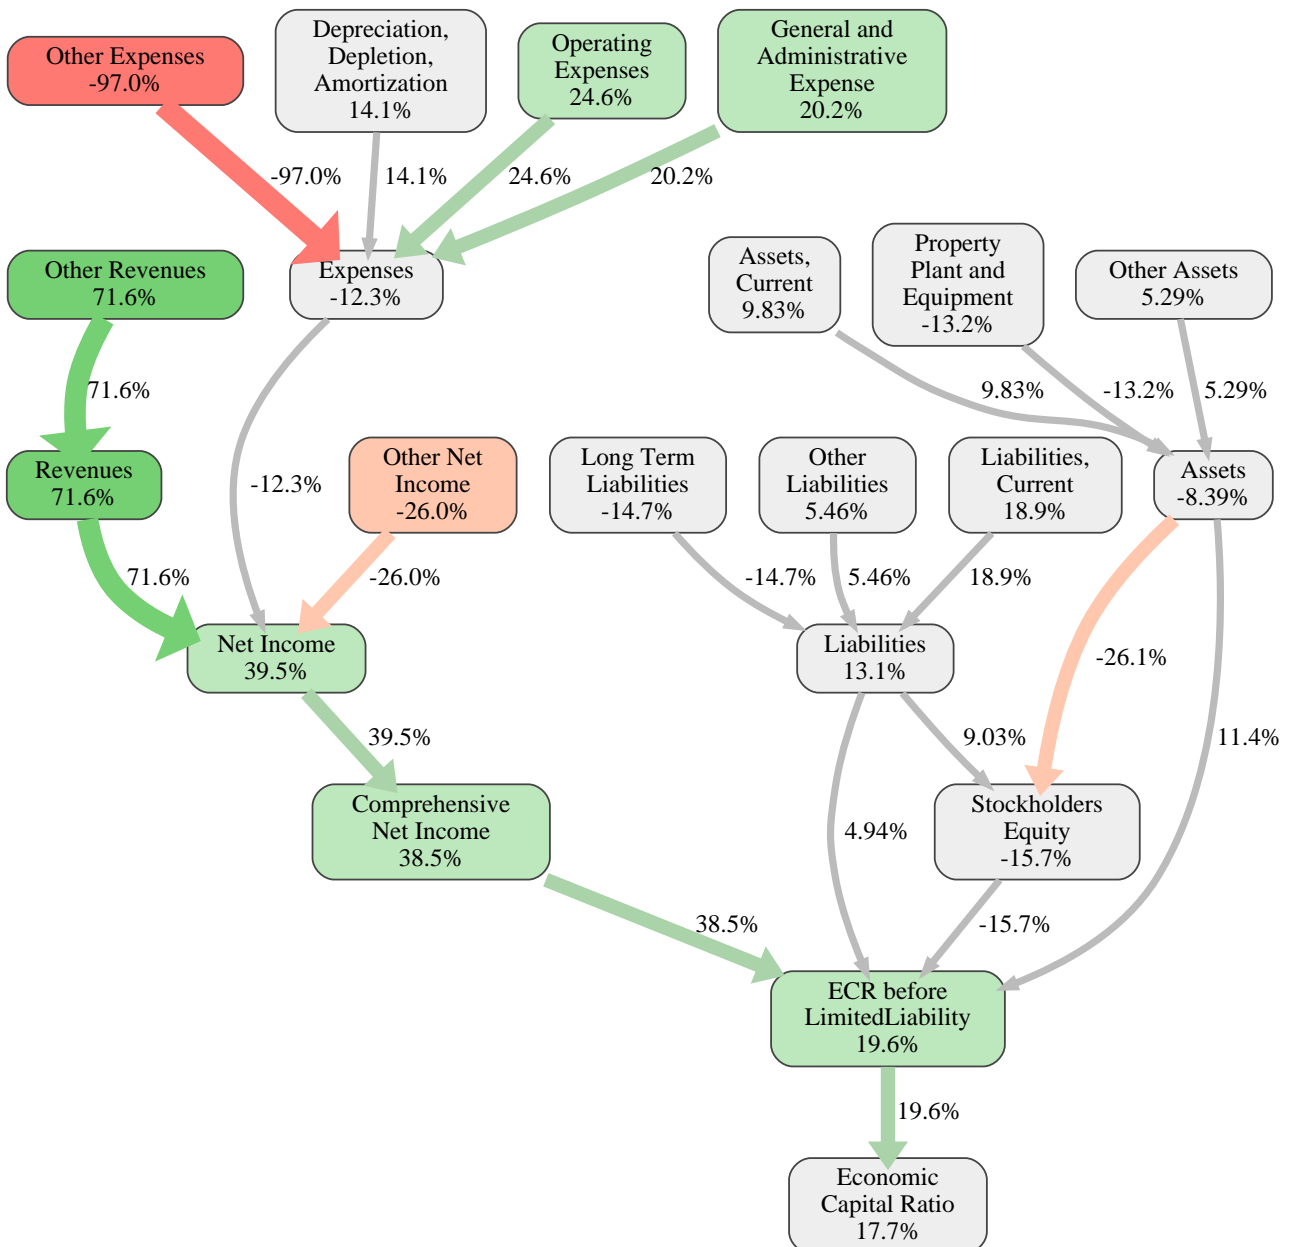 Other Expenses
-97.0%
Depreciation,
Depletion,
Amortization
14.1%
Operating
Expenses
24.6%
General and
Administrative
Expense
20.2%
-97.0%
14.1%
24.6%
20.2%
Other Revenues
71.6%
Expenses
-12.3%
Assets,
Current
9.83%
Property
Plant and
Equipment
-13.2%
Other Assets
5.29%
71.6%
9.83%
-13.2%
5.29%
Revenues
71.6%
-12.3%
Other Net
Income
-26.0%
Long Term
Liabilities
-14.7%
Other
Liabilities
5.46%
Liabilities,
Current
18.9%
Assets
-8.39%
71.6%
-26.0%
-14.7%
5.46%
18.9%
Net Income
39.5%
Liabilities
13.1%
-26.1%
39.5%
9.03%
11.4%
Comprehensive
Net Income
38.5%
4.94%
Stockholders
Equity
-15.7%
38.5%
-15.7%
ECR before
LimitedLiability
19.6%
19.6%
Economic
Capital Ratio
17.7%